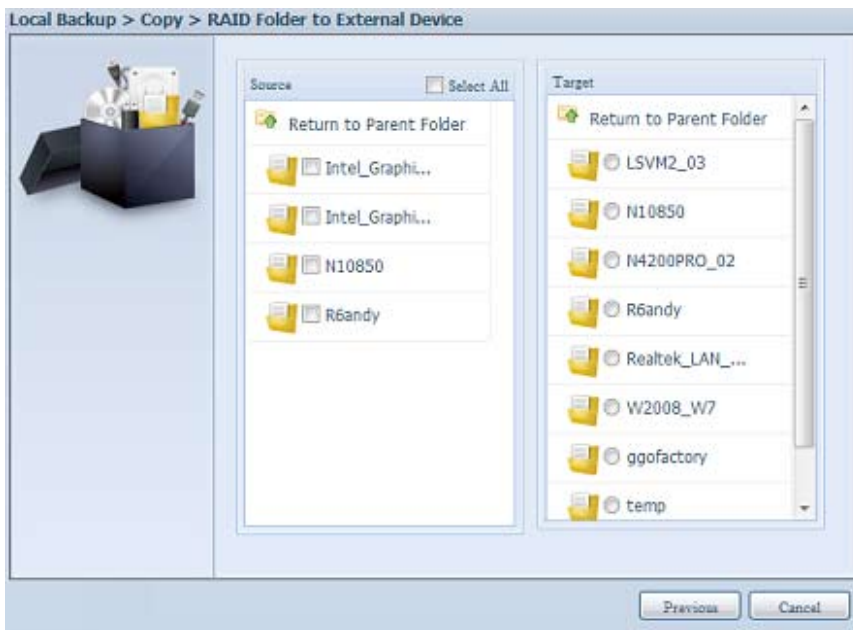 Local Backup > Copy > RAID Folder to External Device
Source
Select All
Return to Parent Folder
Intel_Graphi...
Intel_Graphi...
N10850
R6andy
Target
Return to Parent Folder
LSVM2_03
N10850
N4200PRO_02
R6andy
Realtek_LAN_...
W2008_W7
ggofactory
temp
Previous
Cancel